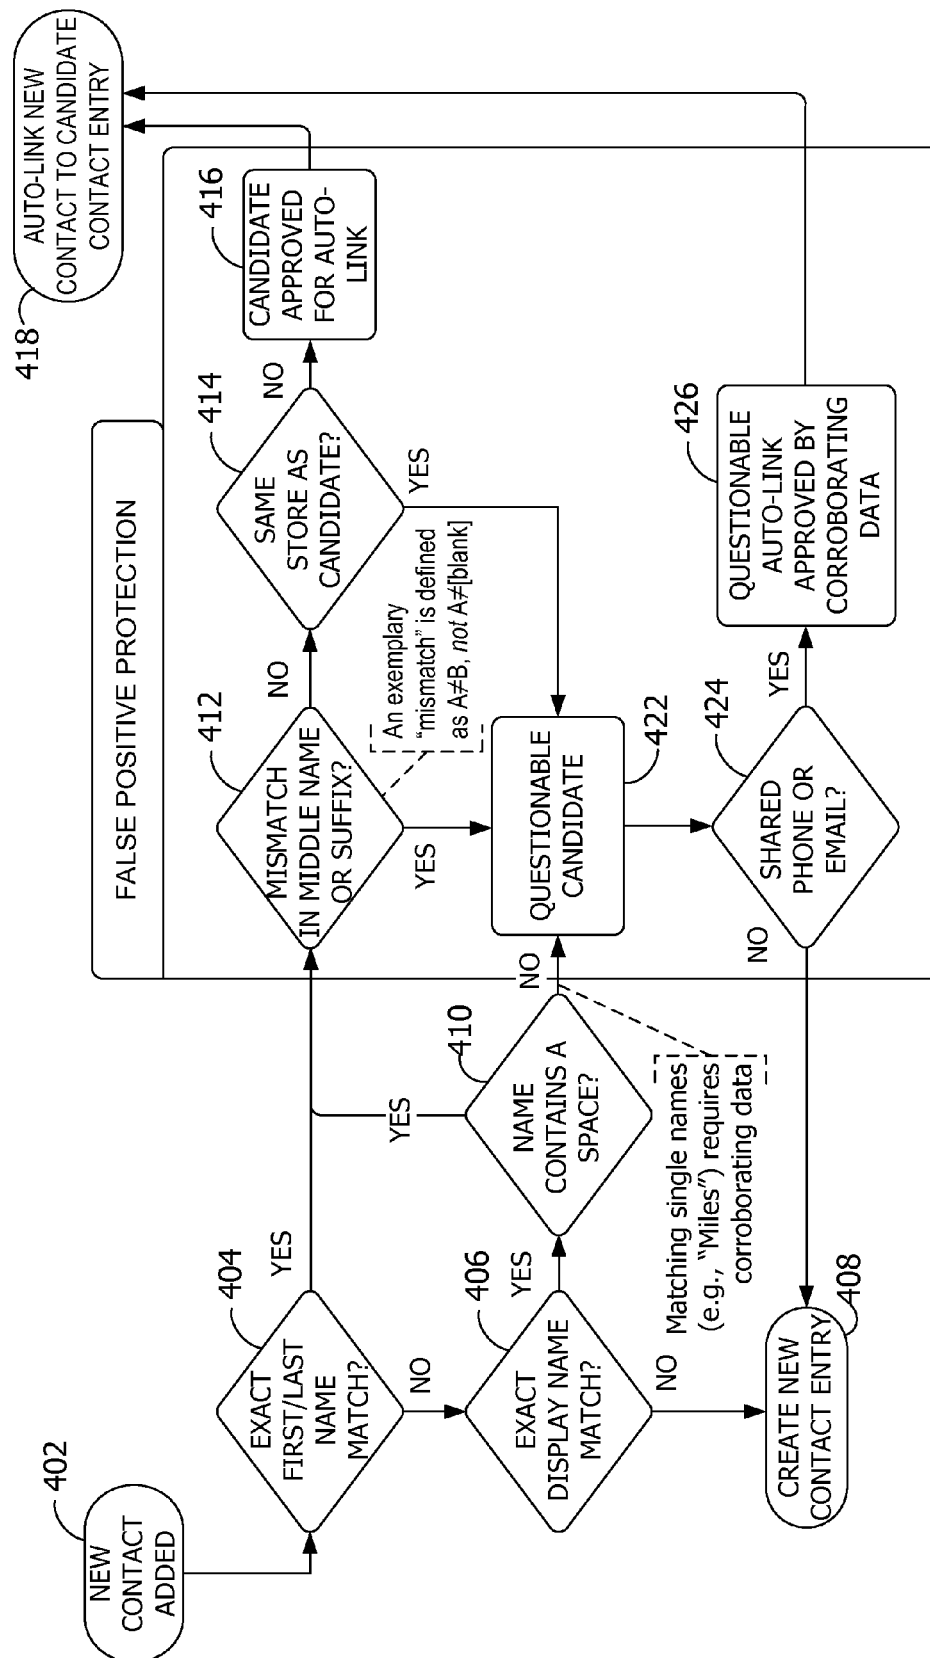 402
NEW
CONTACT
ADDED
404
EXACT
FIRST/LAST
NAME
MATCH?
YES
NO
406
EXACT
DISPLAY NAME
MATCH?
YES
NO
CREATE NEW
CONTACT ENTRY
408
410
NAME
CONTAINS A
SPACE?
YES
NO
Matching single names
(e.g., “Miles”) requires
corroborating data
FALSE POSITIVE PROTECTION
412
MISMATCH
IN MIDDLE NAME
OR SUFFIX?
NO
YES
An exemplary
“mismatch” is defined
as A≠B, not A≠[blank]
414
SAME
STORE AS
CANDIDATE?
NO
YES
416
CANDIDATE
APPROVED
FOR AUTO-
LINK
418
AUTO-LINK NEW
CONTACT TO CANDIDATE
CONTACT ENTRY
QUESTIONABLE
CANDIDATE
422
424
SHARED
PHONE OR
EMAIL?
YES
NO
426
QUESTIONABLE
AUTO-LINK
APPROVED BY
CORROBORATING
DATA